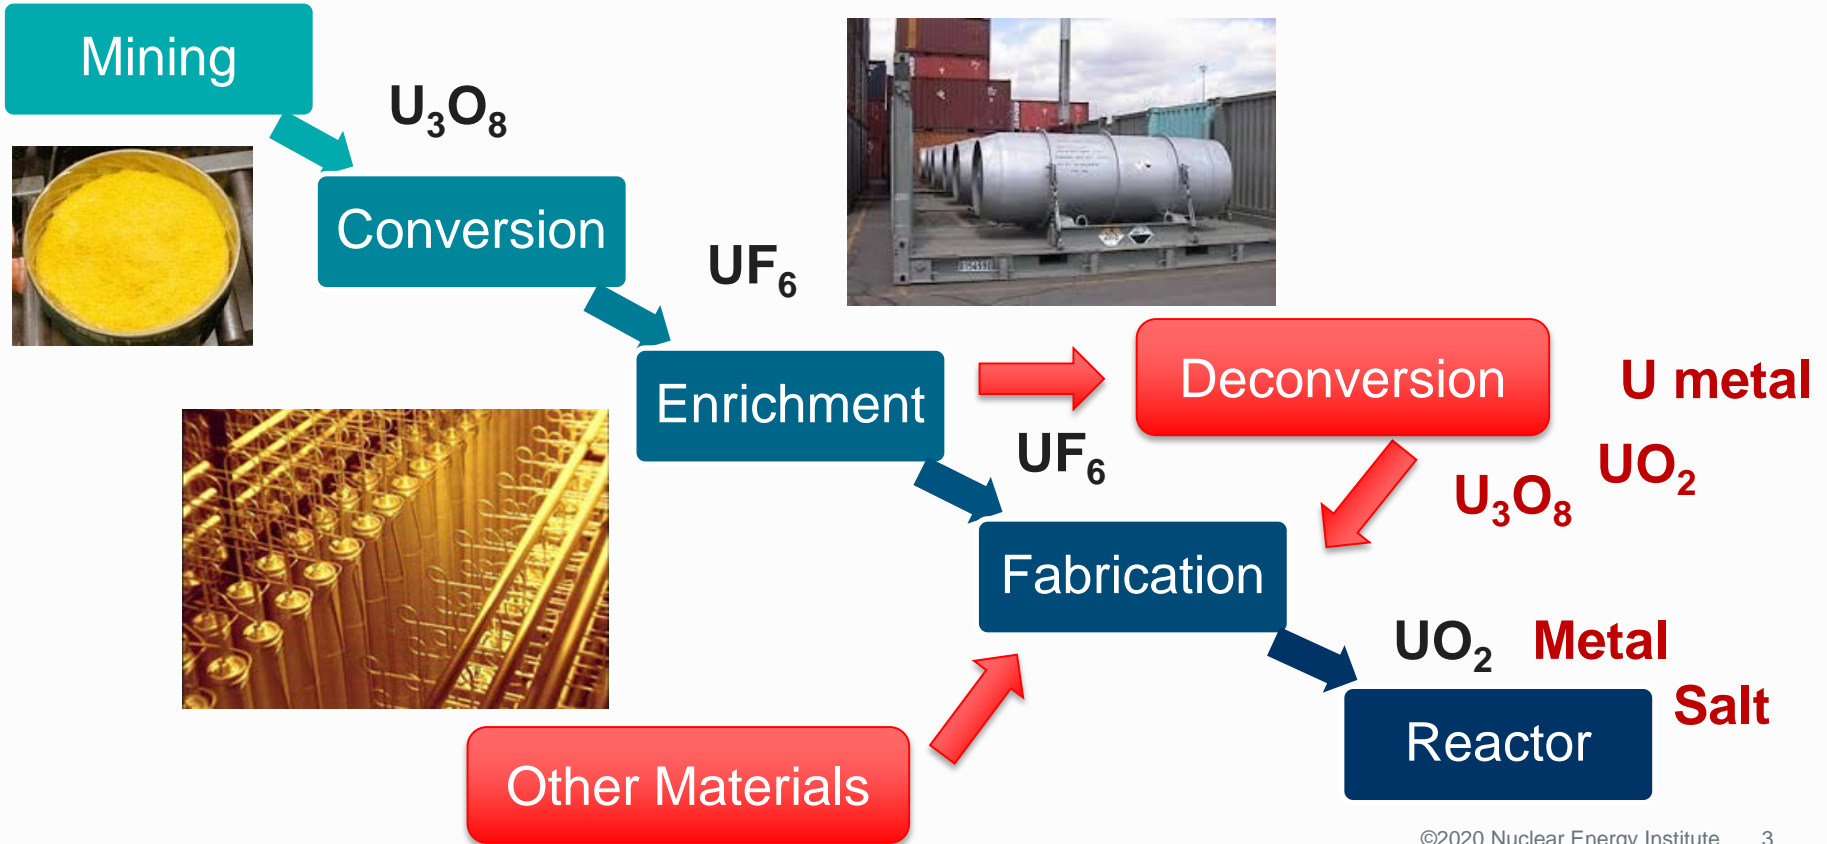 Mining
U₃O₈
Conversion
UF₆
Enrichment
Deconversion
U metal
UF₆
UO₂
U₃O₈
Fabrication
UO₂ Metal
Salt
Reactor
Other Materials
©2020 Nuclear Energy Institute 3